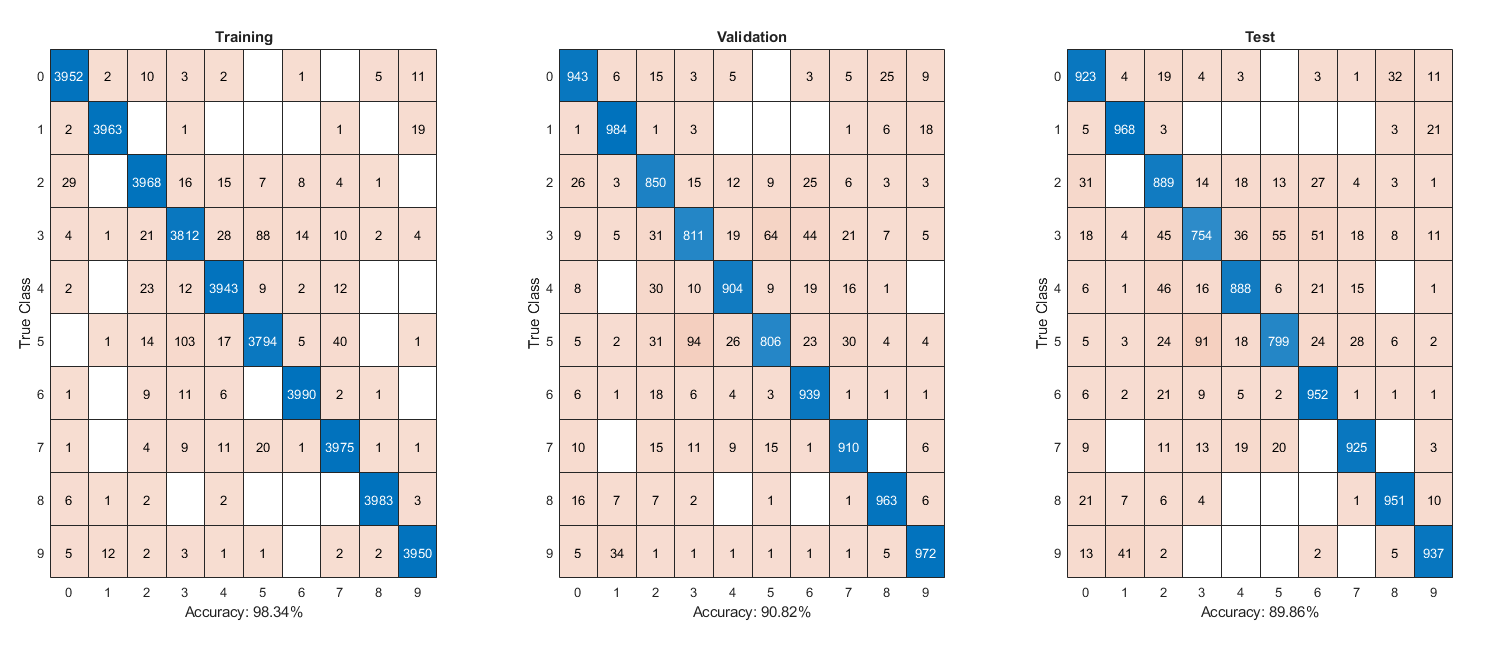 Training
0 3952 2 10 3 2 1 5 11
1 2 3963 1 1 19
2 29 3968 16 15 7 8 4 1
3 4 1 21 3812 28 88 14 10 2 4
4 2 23 12 3943 9 2 12
5 1 14 103 17 3794 5 40 1
6 1 9 11 6 3990 2 1
7 1 4 9 11 20 1 3975 1 1
8 6 1 2 2 3983 3
9 5 12 2 3 1 1 2 2 3950
0 1 2 3 4 5 6 7 8 9
True Class
Accuracy: 98.34%
Validation
0 943 6 15 3 5 3 5 25 9
1 1 984 1 3 1 6 18
2 26 3 850 15 12 9 25 6 3 3
3 9 5 31 811 19 64 44 21 7 5
4 8 30 10 904 9 19 16 1
5 5 2 31 94 26 806 23 30 4 4
6 6 1 18 6 4 3 939 1 1 1
7 10 15 11 9 15 1 910 6
8 16 7 7 2 1 1 963 6
9 5 34 1 1 1 1 1 1 5 972
0 1 2 3 4 5 6 7 8 9
True Class
Accuracy: 90.82%
Test
0 923 4 19 4 3 3 1 32 11
1 5 968 3 3 21
2 31 889 14 18 13 27 4 3 1
3 18 4 45 754 36 55 51 18 8 11
4 6 1 46 16 888 6 21 15 1
5 5 3 24 91 18 799 24 28 6 2
6 6 2 21 9 5 2 952 1 1 1
7 9 11 13 19 20 925 3
8 21 7 6 4 1 951 10
9 13 41 2 2 5 937
0 1 2 3 4 5 6 7 8 9
True Class
Accuracy: 89.86%